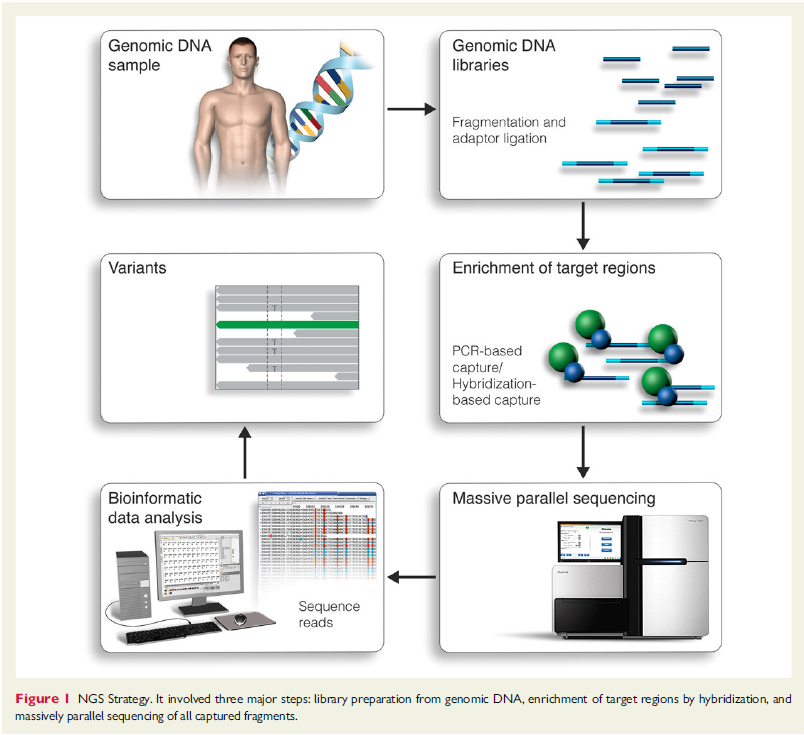 Genomic DNA
sample
Genomic DNA
libraries
Fragmentation and
adaptor ligation
Enrichment of target regions
PCR-based
capture/
Hybridization-
based capture
Massive parallel sequencing
Bioinformatic
data analysis
Sequence
reads
Variants
T
T
T
T
Figure 1 NGS Strategy. It involved three major steps: library preparation from genomic DNA, enrichment of target regions by hybridization, and
massively parallel sequencing of all captured fragments.